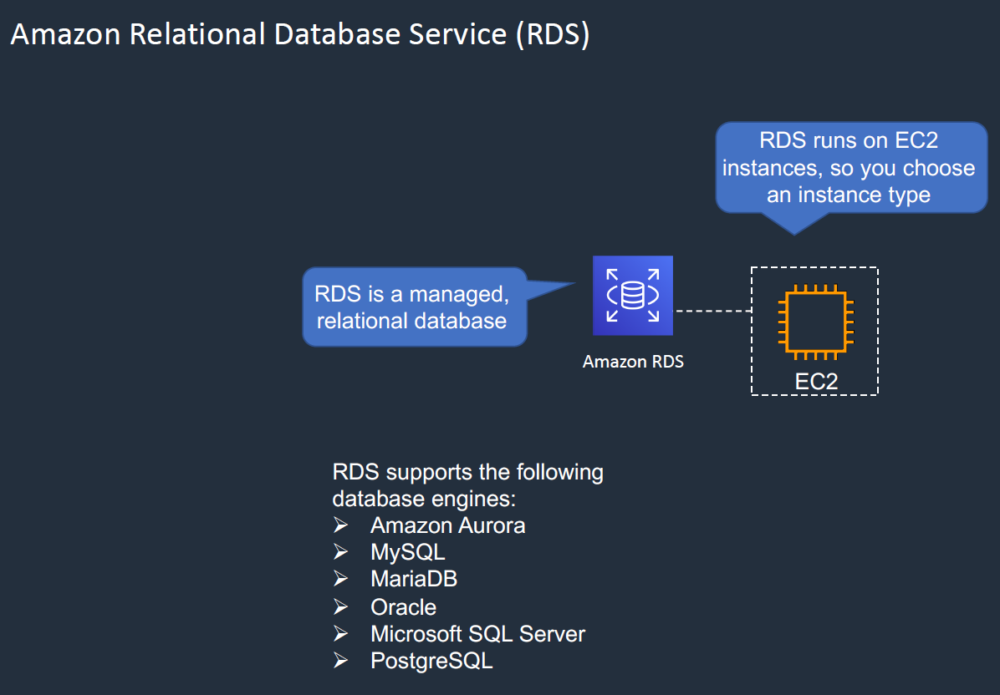 Amazon Relational Database Service (RDS)
RDS runs on EC2
instances, so you choose
an instance type
RDS is a managed,
relational database
Amazon RDS
EC2
RDS supports the following
database engines:
➢ Amazon Aurora
➢ MySQL
➢ MariaDB
➢ Oracle
➢ Microsoft SQL Server
➢ PostgreSQL